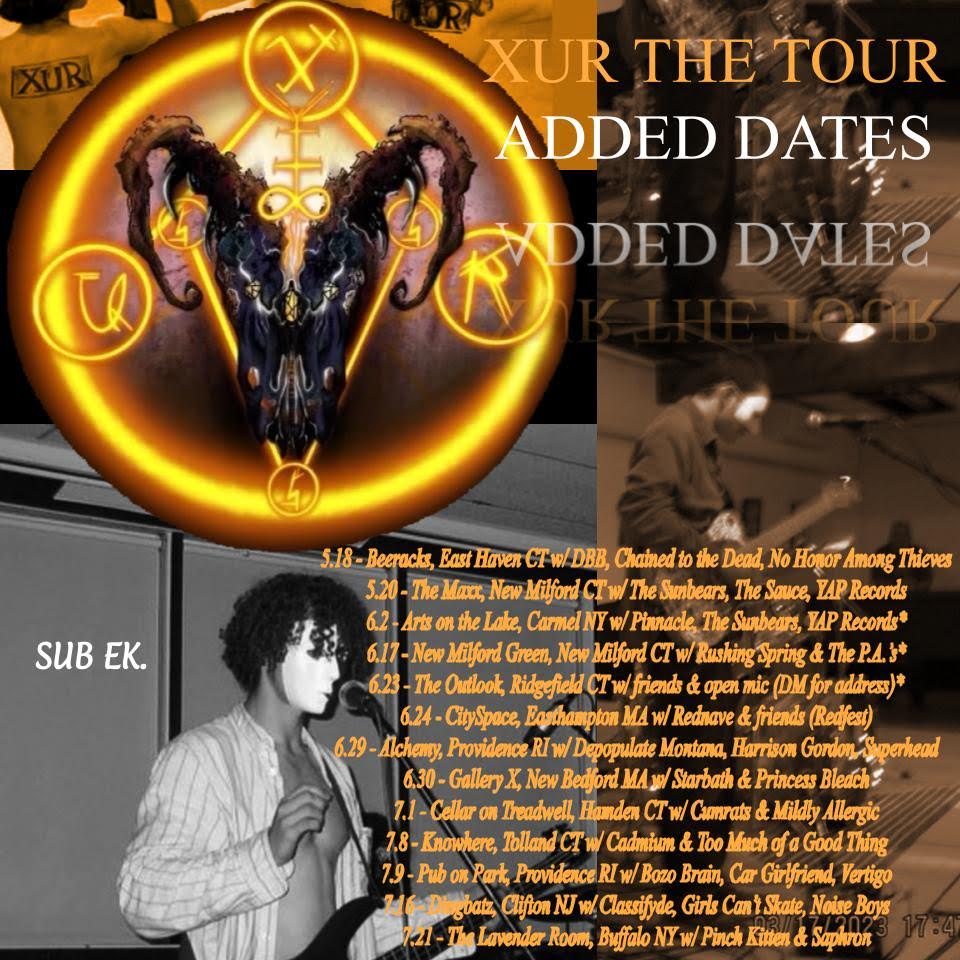 XUR
XUR THE TOUR
ADDED DATES
ADDED DATES
XUR THE TOUR
X
U
R
SUB EK.
5.18 - Beeracks, East Haven CT w/ DBB, Chained to the Dead, No Honor Among Thieves
5.20 - The Maxx, New Milford CT w/ The Sunbears, The Sauce, YAP Records
6.2 - Arts on the Lake, Carmel NY w/ Pinnacle, The Sunbears, YAP Records*
6.17 - New Milford Green, New Milford CT w/ Rushing Spring & The P.A.'s*
6.23 - The Outlook, Ridgefield CT w/ friends & open mic (DM for address)*
6.24 - CitySpace, Easthampton MA w/ Rednave & friends (Redfest)
6.29 - Alchemy, Providence RI w/ Depopulate Montana, Harrison Gordon, Superhead
6.30 - Gallery X, New Bedford MA w/ Starbath & Princess Bleach
7.1 - Cellar on Treadwell, Hamden CT w/ Cumrats & Mildly Allergic
7.8 - Knowhere, Tolland CT w/ Cadmium & Too Much of a Good Thing
7.9 - Pub on Park, Providence RI w/ Bozo Brain, Car Girlfriend, Vertigo
7.16 - Dingbatz, Clifton NJ w/ Classifyde, Girls Can't Skate, Noise Boys
7.21 - The Lavender Room, Buffalo NY w/ Pinch Kitten & Saphron
03/17/2023 17:47